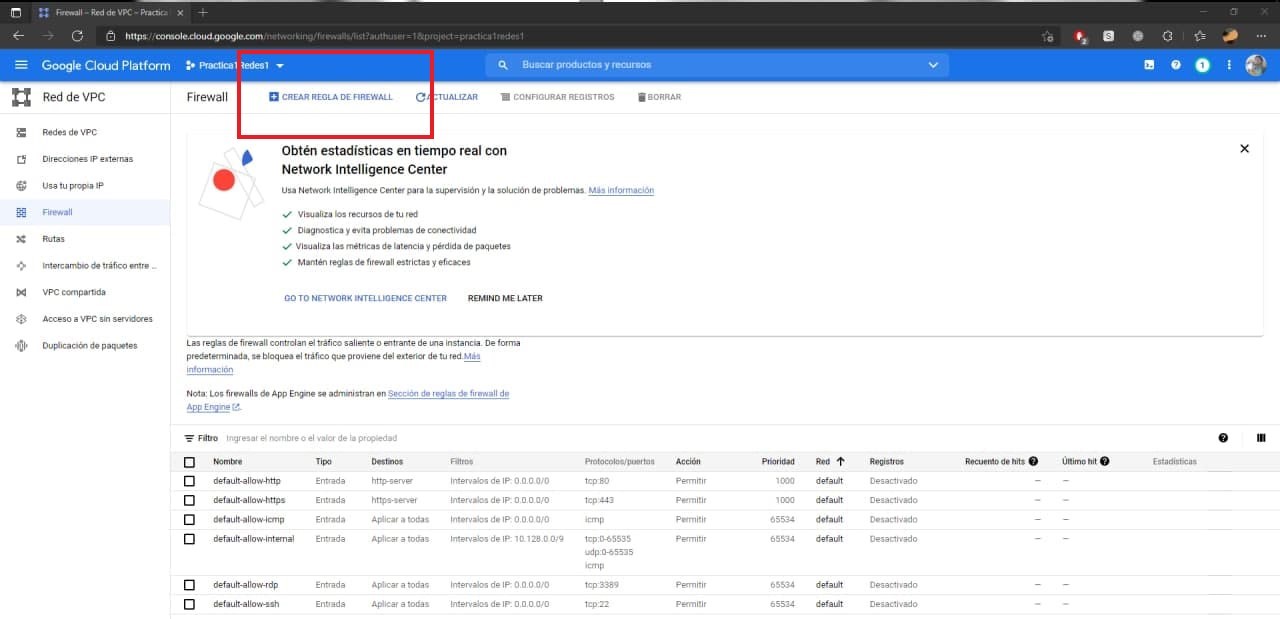 Firewall – Red de VPC – Practica
https://console.cloud.google.com/networking/firewalls/list?authuser=1&project=practica1redes1
2
S
Google Cloud Platform
Practica1Redes1
Buscar productos y recursos
?
1
Red de VPC
Firewall
CREAR REGLA DE FIREWALL
ACTUALIZAR
CONFIGURAR REGISTROS
BORRAR
Redes de VPC
Direcciones IP externas
Usa tu propia IP
Firewall
Rutas
Intercambio de tráfico entre ...
VPC compartida
Acceso a VPC sin servidores
Duplicación de paquetes
Obtén estadísticas en tiempo real con
Network Intelligence Center
Usa Network Intelligence Center para la supervisión y la solución de problemas. Más información
Visualiza los recursos de tu red
Diagnostica y evita problemas de conectividad
Visualiza las métricas de latencia y pérdida de paquetes
Mantén reglas de firewall estrictas y eficaces
GO TO NETWORK INTELLIGENCE CENTER REMIND ME LATER
Las reglas de firewall controlan el tráfico saliente o entrante de una instancia. De forma
predeterminada, se bloquea el tráfico que proviene del exterior de tu red.Más
información
Nota: Los firewalls de App Engine se administran en Sección de reglas de firewall de
App Engine.
Filtro Ingresar el nombre o el valor de la propiedad
Nombre Tipo Destinos Filtros Protocolos/puertos Acción Prioridad Red Registros Recuento de hits Último hit Estadísticas
default-allow-http Entrada http-server Intervalos de IP: 0.0.0.0/0 tcp:80 Permitir 1000 default Desactivado – –
default-allow-https Entrada https-server Intervalos de IP: 0.0.0.0/0 tcp:443 Permitir 1000 default Desactivado – –
default-allow-icmp Entrada Aplicar a todas Intervalos de IP: 0.0.0.0/0 icmp Permitir 65534 default Desactivado – –
default-allow-internal Entrada Aplicar a todas Intervalos de IP: 10.128.0.0/9 tcp:0-65535 Permitir 65534 default Desactivado – –
udp:0-65535
icmp
default-allow-rdp Entrada Aplicar a todas Intervalos de IP: 0.0.0.0/0 tcp:3389 Permitir 65534 default Desactivado – –
default-allow-ssh Entrada Aplicar a todas Intervalos de IP: 0.0.0.0/0 tcp:22 Permitir 65534 default Desactivado – –